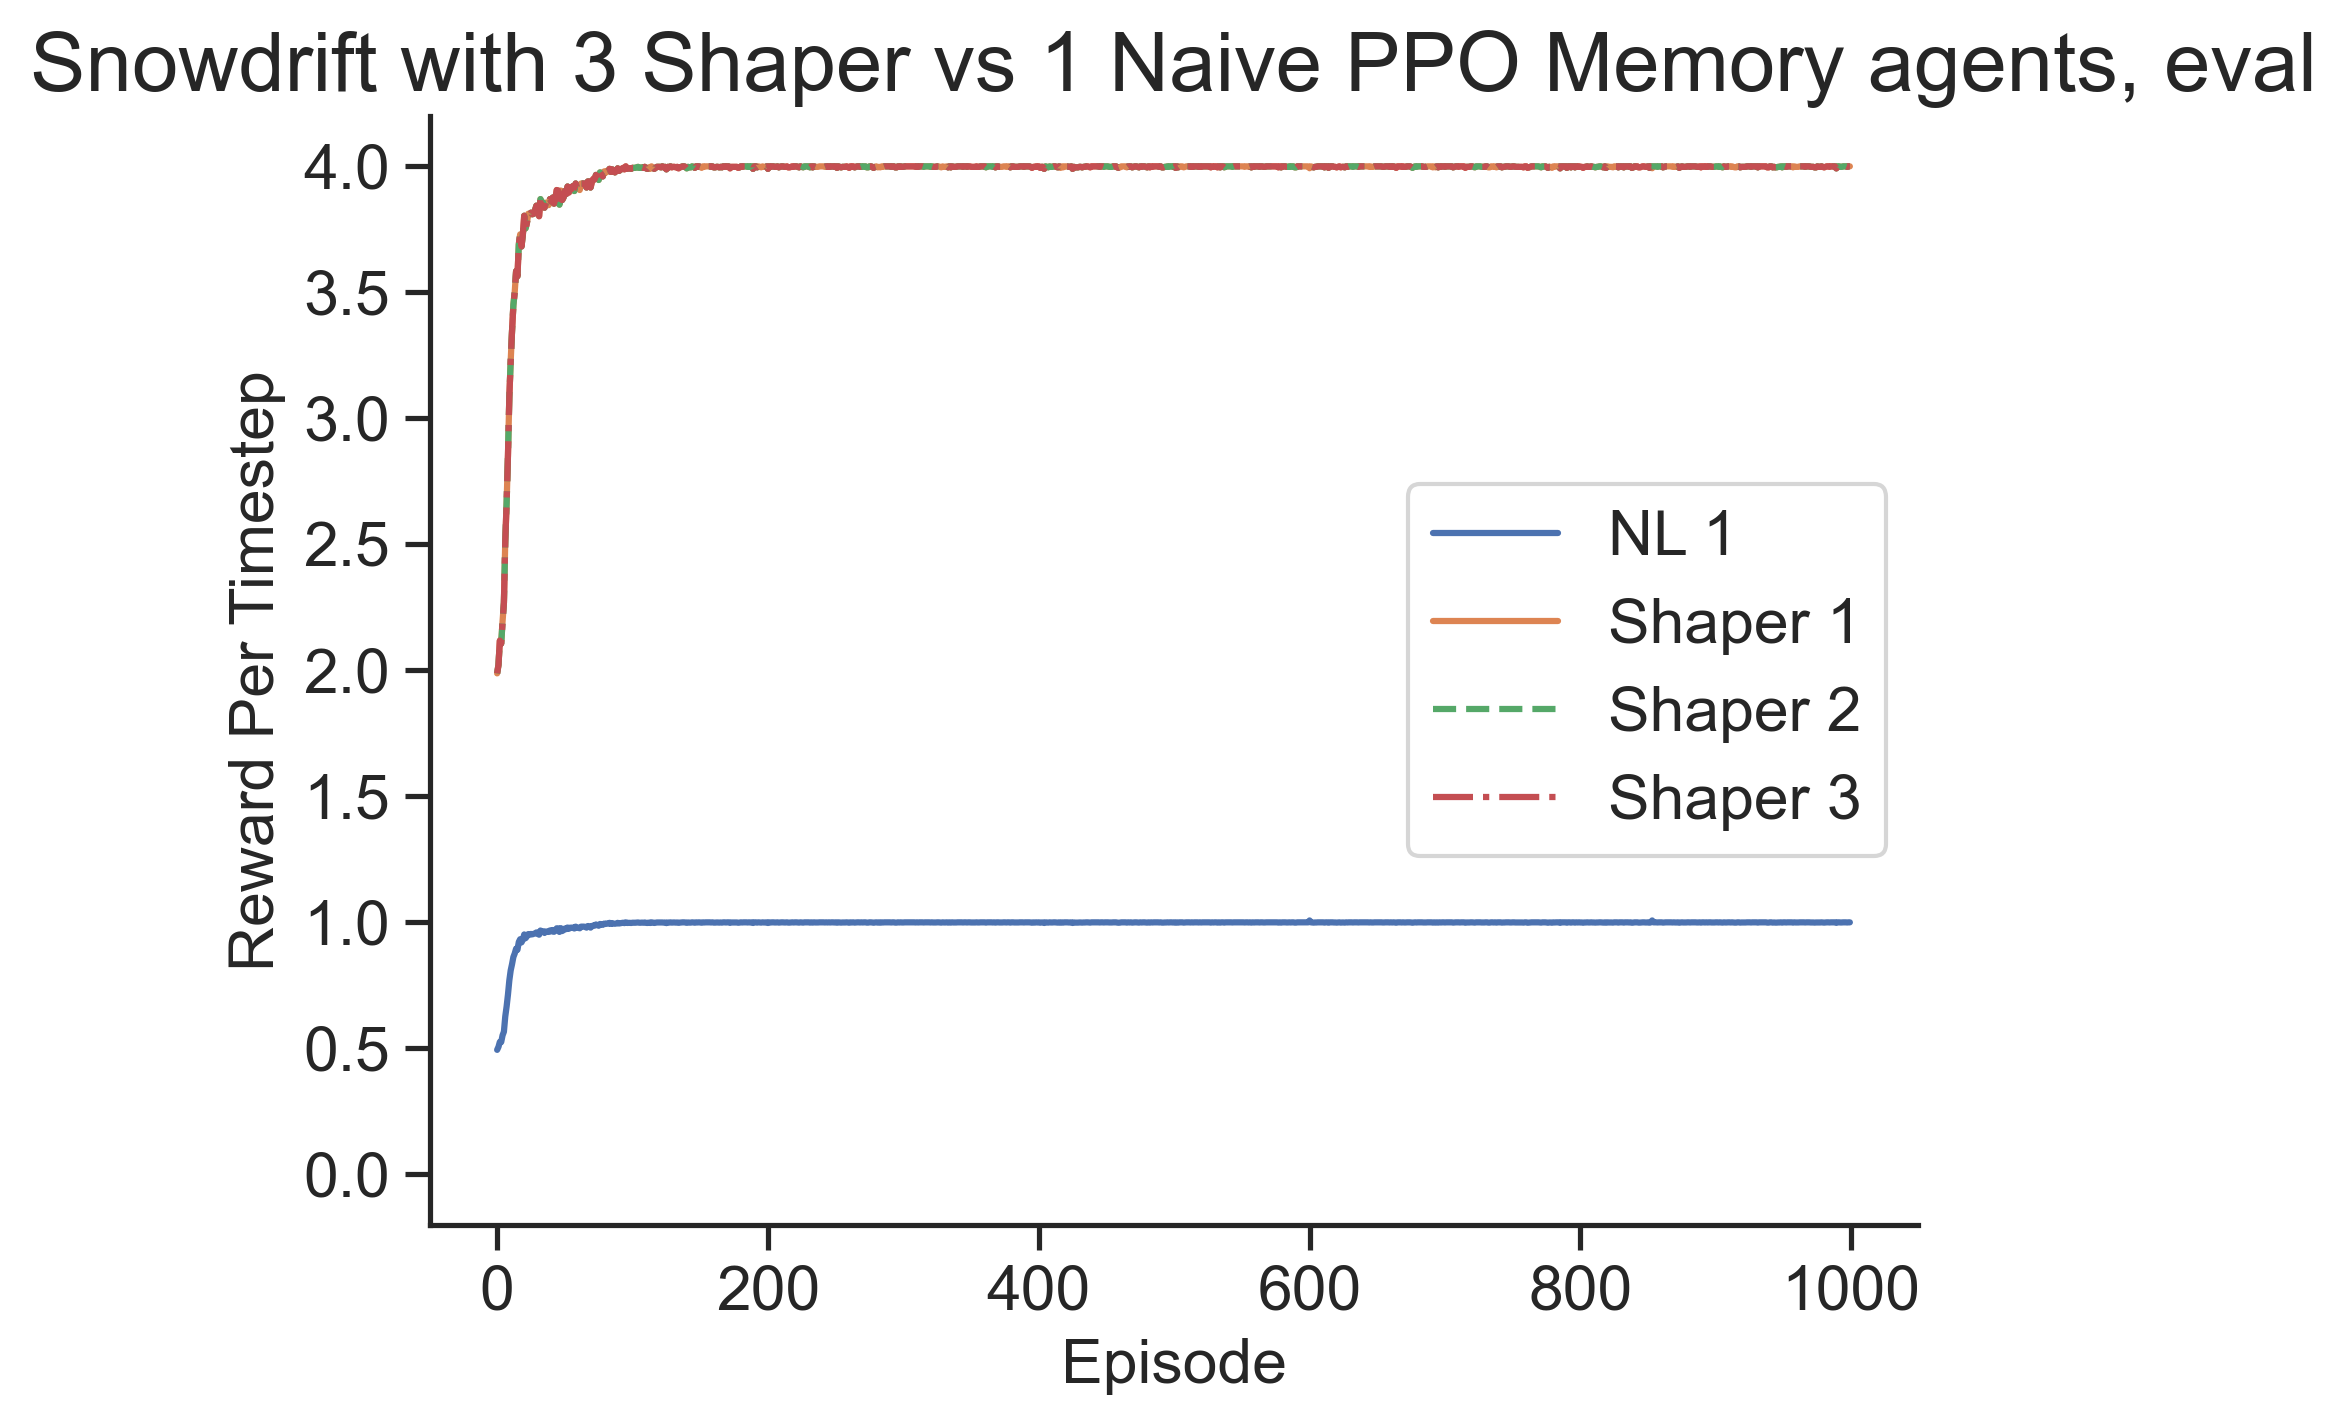 Snowdrift with 3 Shaper vs 1 Naive PPO Memory agents, eval
Reward Per Timestep
4.0
3.5
3.0
2.5
2.0
1.5
1.0
0.5
0.0
NL 1
Shaper 1
Shaper 2
Shaper 3
0 200 400 600 800 1000
Episode